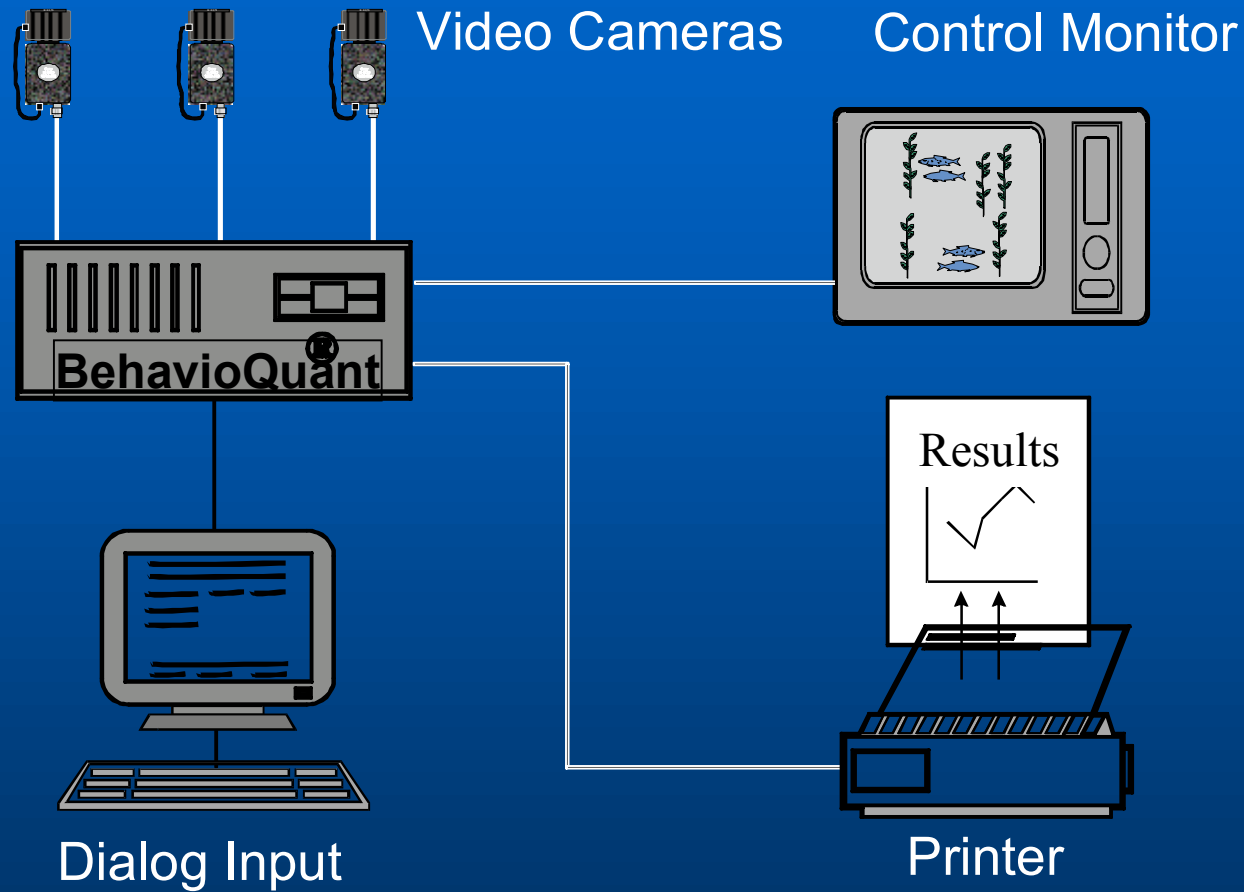 Video Cameras
Control Monitor
BehavioQuant®
Results
Dialog Input
Printer